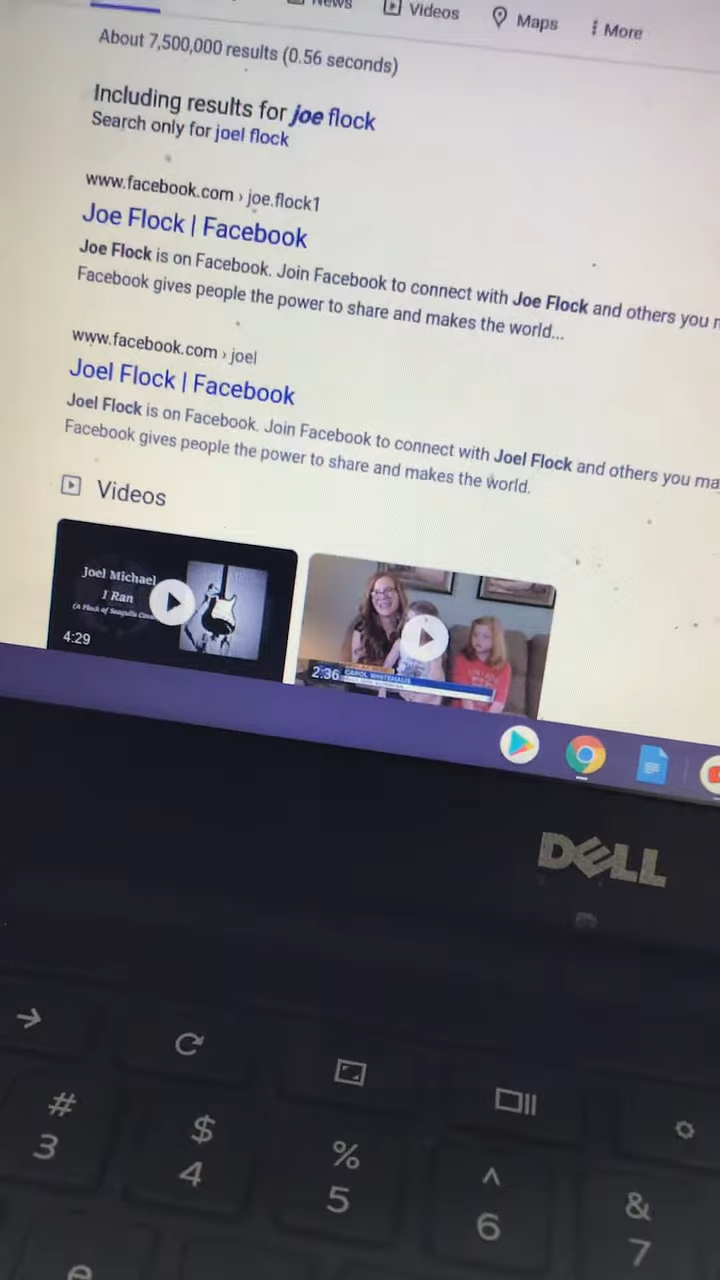 News Videos Maps More
About 7,500,000 results (0.56 seconds)
Including results for joe flock
Search only for joel flock
www.facebook.com › joe.flock1
Joe Flock | Facebook
Joe Flock is on Facebook. Join Facebook to connect with Joe Flock and others you
Facebook gives people the power to share and makes the world...
www.facebook.com › joel
Joel Flock | Facebook
Joel Flock is on Facebook. Join Facebook to connect with Joel Flock and others you ma
Facebook gives people the power to share and makes the world.
Videos
Joel Michael
I Ran
(A Flock of Seagulls Cover)
4:29
2:36
CAROL WHITEHAUS
DELL
# $ % ^ &
3 4 5 6 7
e